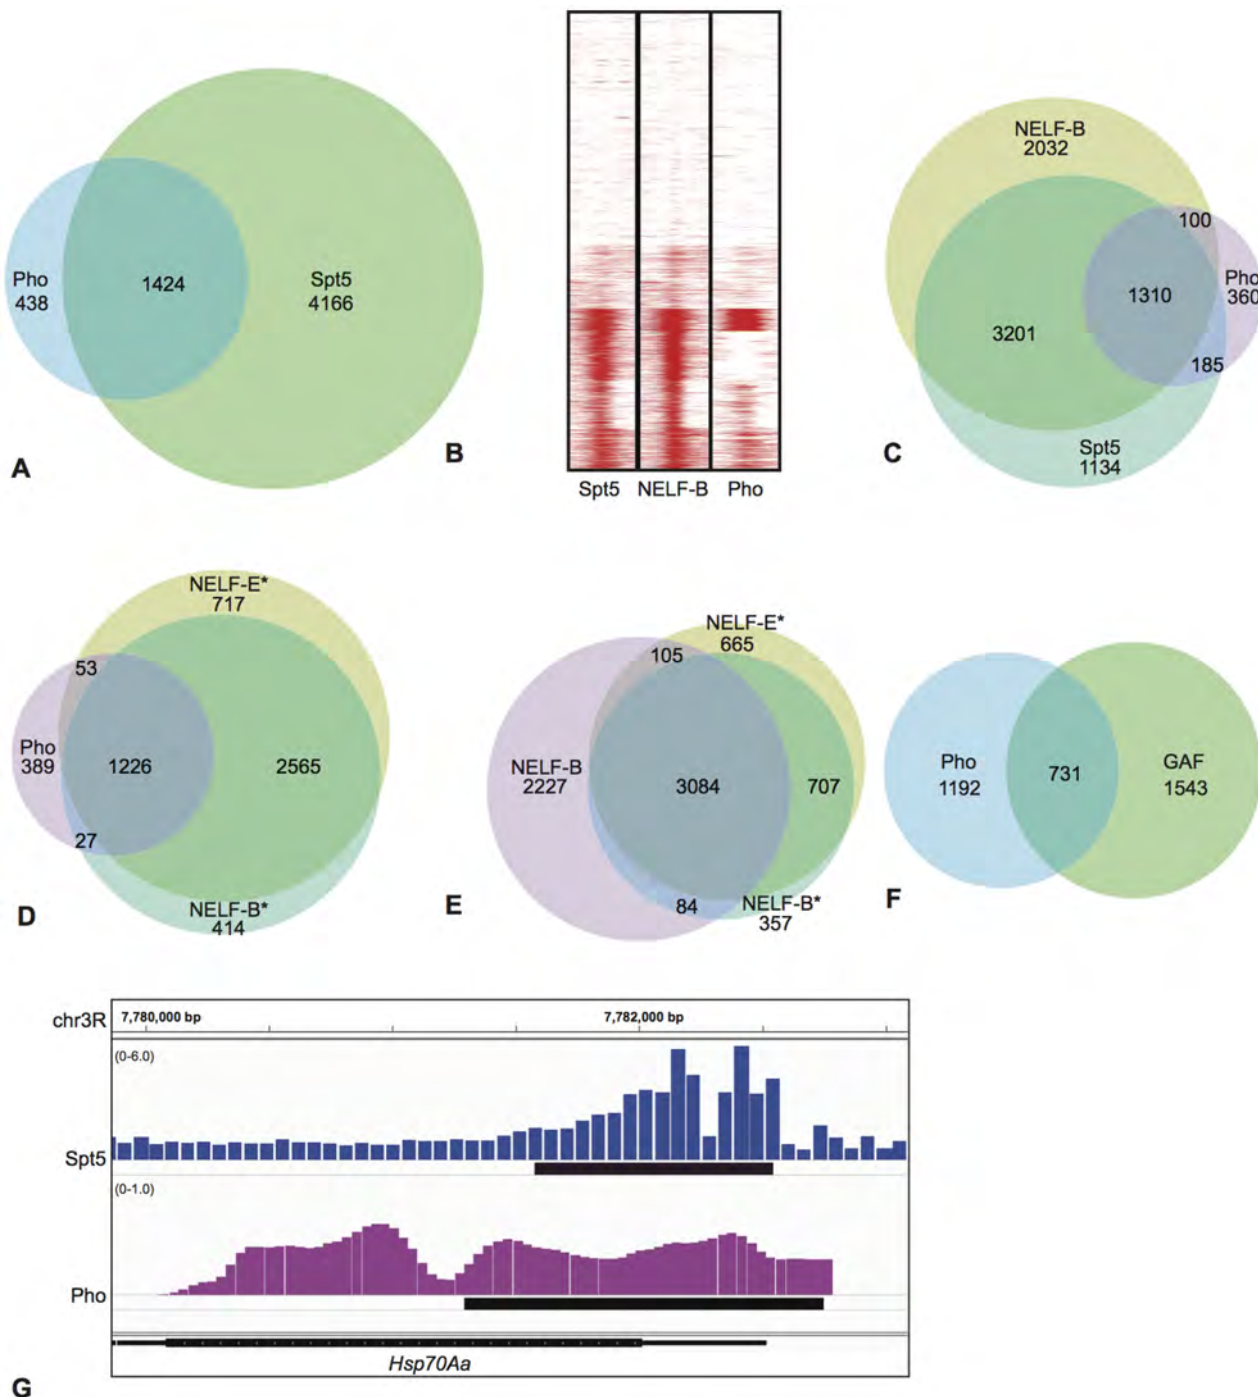 Pho
438
1424
Spt5
4166
A
Spt5 NELF-B Pho
B
NELF-B
2032
100
Pho
360
1310
3201
185
Spt5
1134
C
NELF-E*
717
53
Pho
389
1226
2565
27
NELF-B*
414
D
NELF-E*
665
105
NELF-B
2227
3084
707
84
NELF-B*
357
E
Pho
1192
731
GAF
1543
F
chr3R
7,780,000 bp 7,782,000 bp
(0-6.0)
Spt5
(0-1.0)
Pho
Hsp70Aa
G